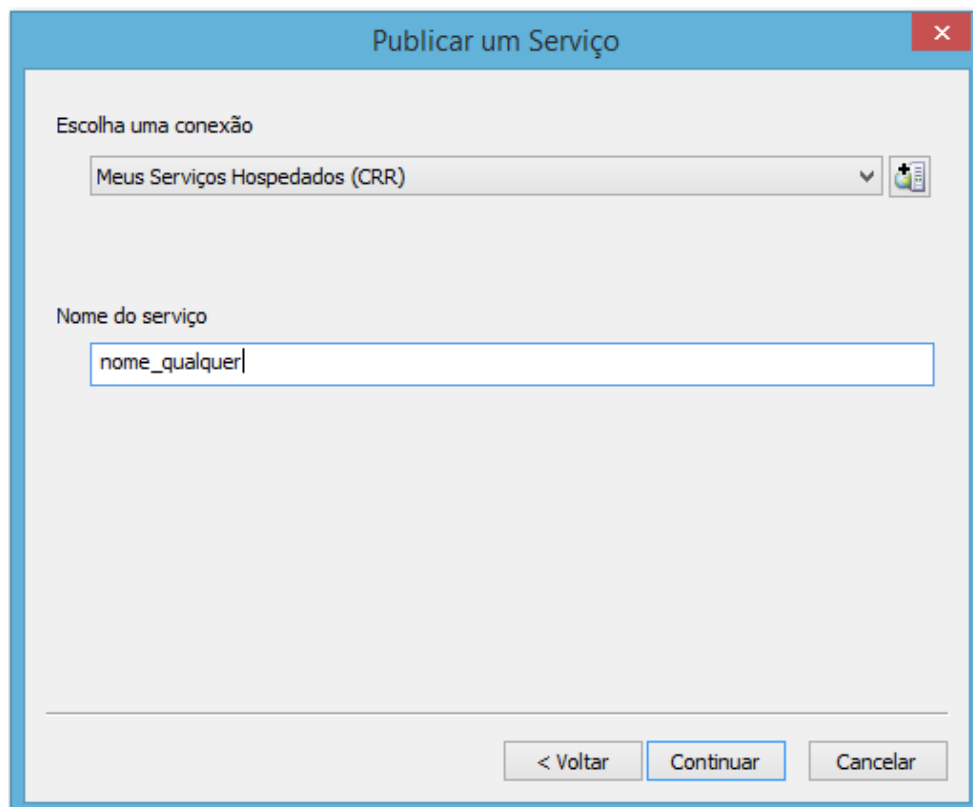 Publicar um Serviço
Escolha uma conexão
Meus Serviços Hospedados (CRR)
Nome do serviço
nome_qualquer
< Voltar
Continuar
Cancelar